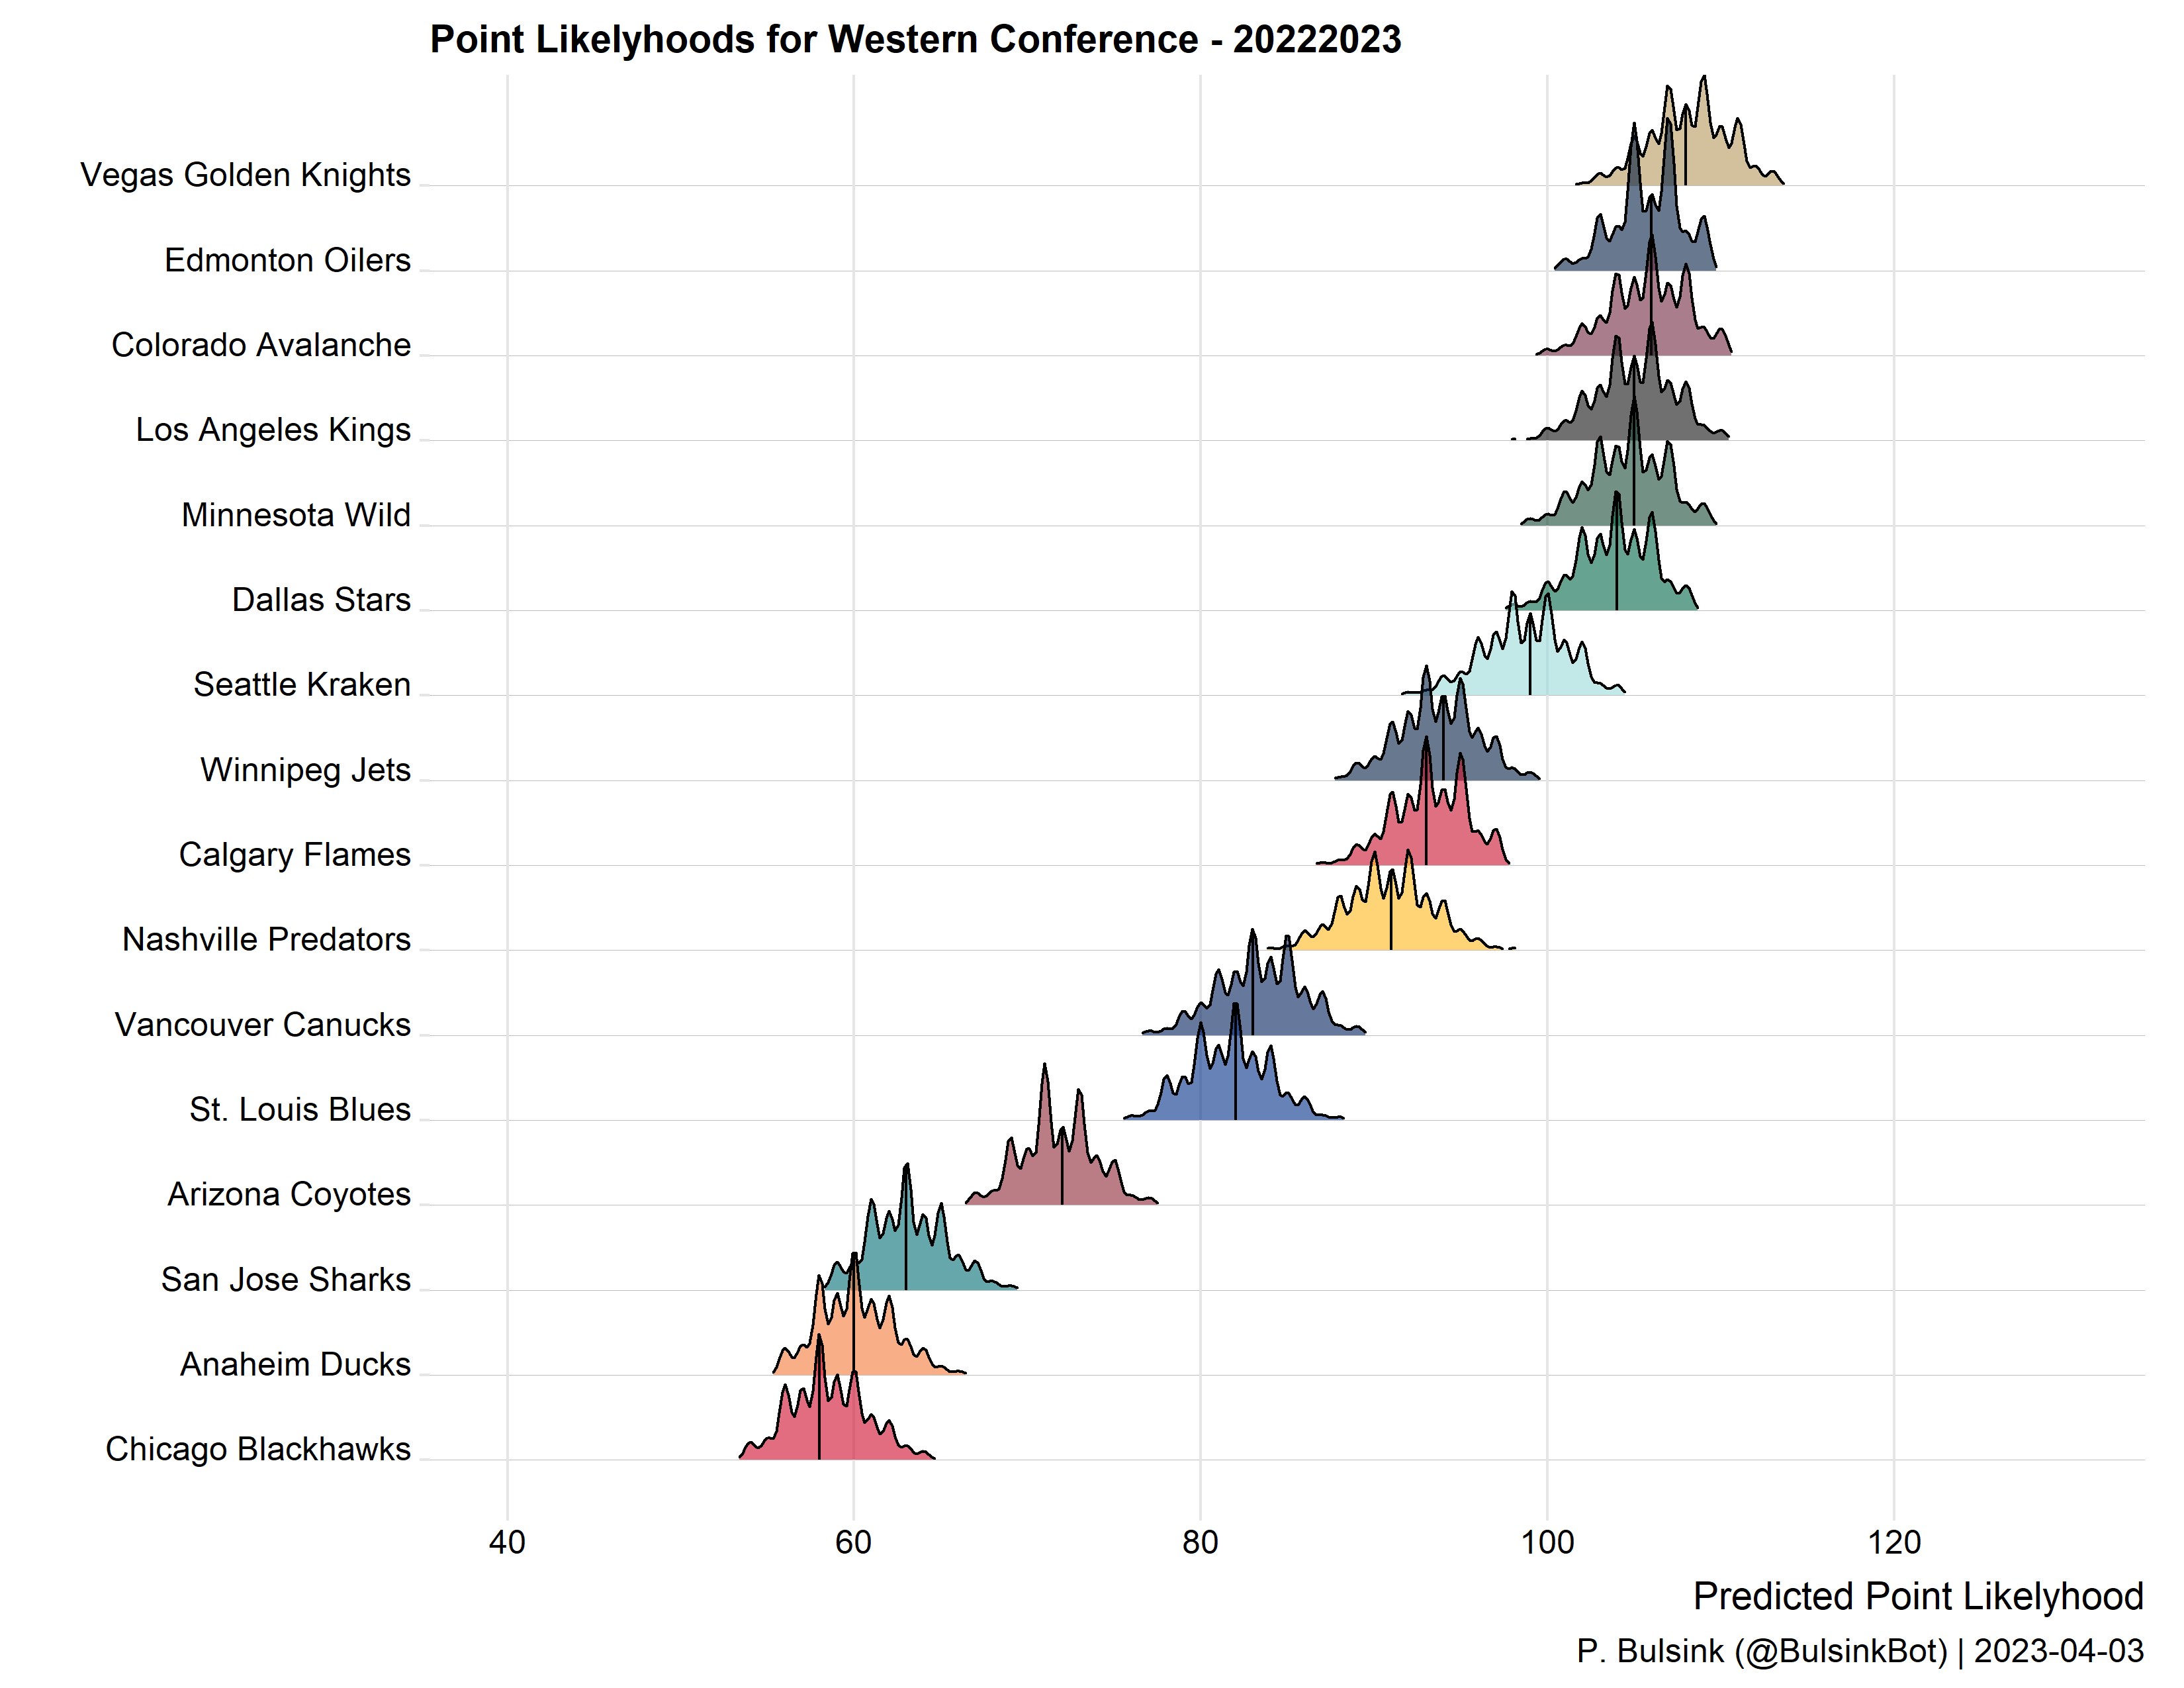 Point Likelyhoods for Western Conference - 20222023
Vegas Golden Knights
Edmonton Oilers
Colorado Avalanche
Los Angeles Kings
Minnesota Wild
Dallas Stars
Seattle Kraken
Winnipeg Jets
Calgary Flames
Nashville Predators
Vancouver Canucks
St. Louis Blues
Arizona Coyotes
San Jose Sharks
Anaheim Ducks
Chicago Blackhawks
40 60 80 100 120
Predicted Point Likelyhood
P. Bulsink (@BulsinkBot) | 2023-04-03